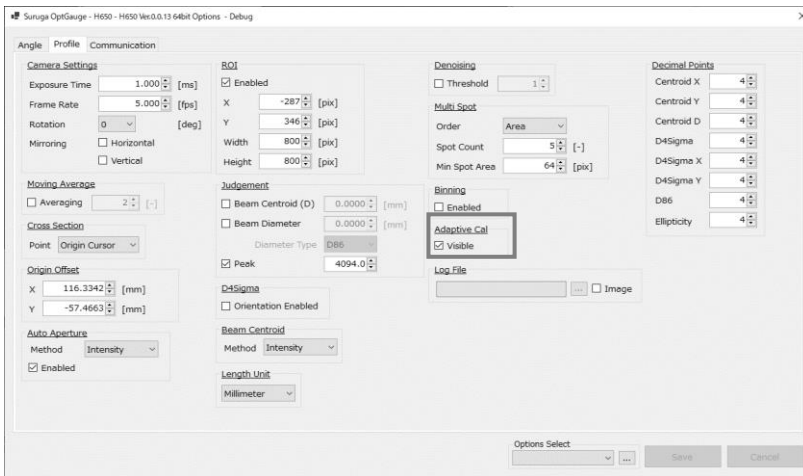 Suruga OptGauge - H650 - H650 Ver.0.0.13 64bit Options - Debug
Angle Profile Communication
Camera Settings
Exposure Time 1.000 [ms]
Frame Rate 5.000 [fps]
Rotation 0 [deg]
Mirroring Horizontal
Vertical
Moving Average
Averaging 2 [-]
Cross Section
Point Origin Cursor
Origin Offset
X 116.3342 [mm]
Y -57.4663 [mm]
Auto Aperture
Method Intensity
Enabled
ROI
Enabled
X -287 [pix]
Y 346 [pix]
Width 800 [pix]
Height 800 [pix]
Judgement
Beam Centroid (D) 0.0000 [mm]
Beam Diameter 0.0000 [mm]
Diameter Type D86
Peak 4094.0
D4Sigma
Orientation Enabled
Beam Centroid
Method Intensity
Length Unit
Millimeter
Denoising
Threshold 1
Multi Spot
Order Area
Spot Count 5 [-]
Min Spot Area 64 [pix]
Binning
Enabled
Adaptive Cal
Visible
Log File
... Image
Decimal Points
Centroid X 4
Centroid Y 4
Centroid D 4
D4Sigma 4
D4Sigma X 4
D4Sigma Y 4
D86 4
Ellipticity 4
Options Select
... Save Cancel